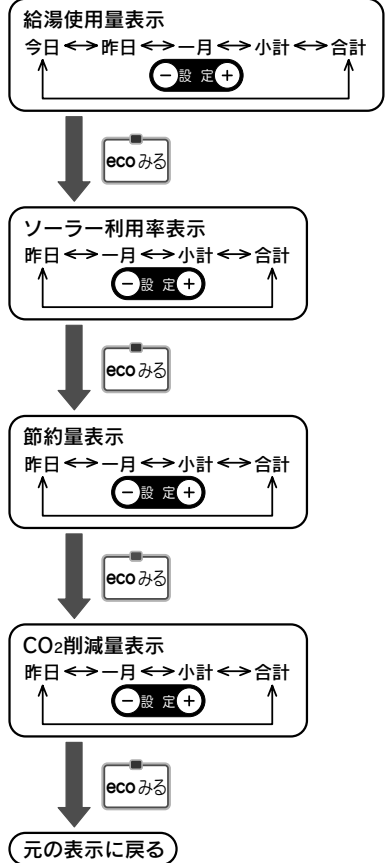 給湯使用量表示
今日↔昨日↔一月↔小計↔合計
－設 定＋
ecoみる
ソーラー利用率表示
昨日↔一月↔小計↔合計
－設 定＋
ecoみる
節約量表示
昨日↔一月↔小計↔合計
－設 定＋
ecoみる
CO2削減量表示
昨日↔一月↔小計↔合計
－設 定＋
ecoみる
元の表示に戻る